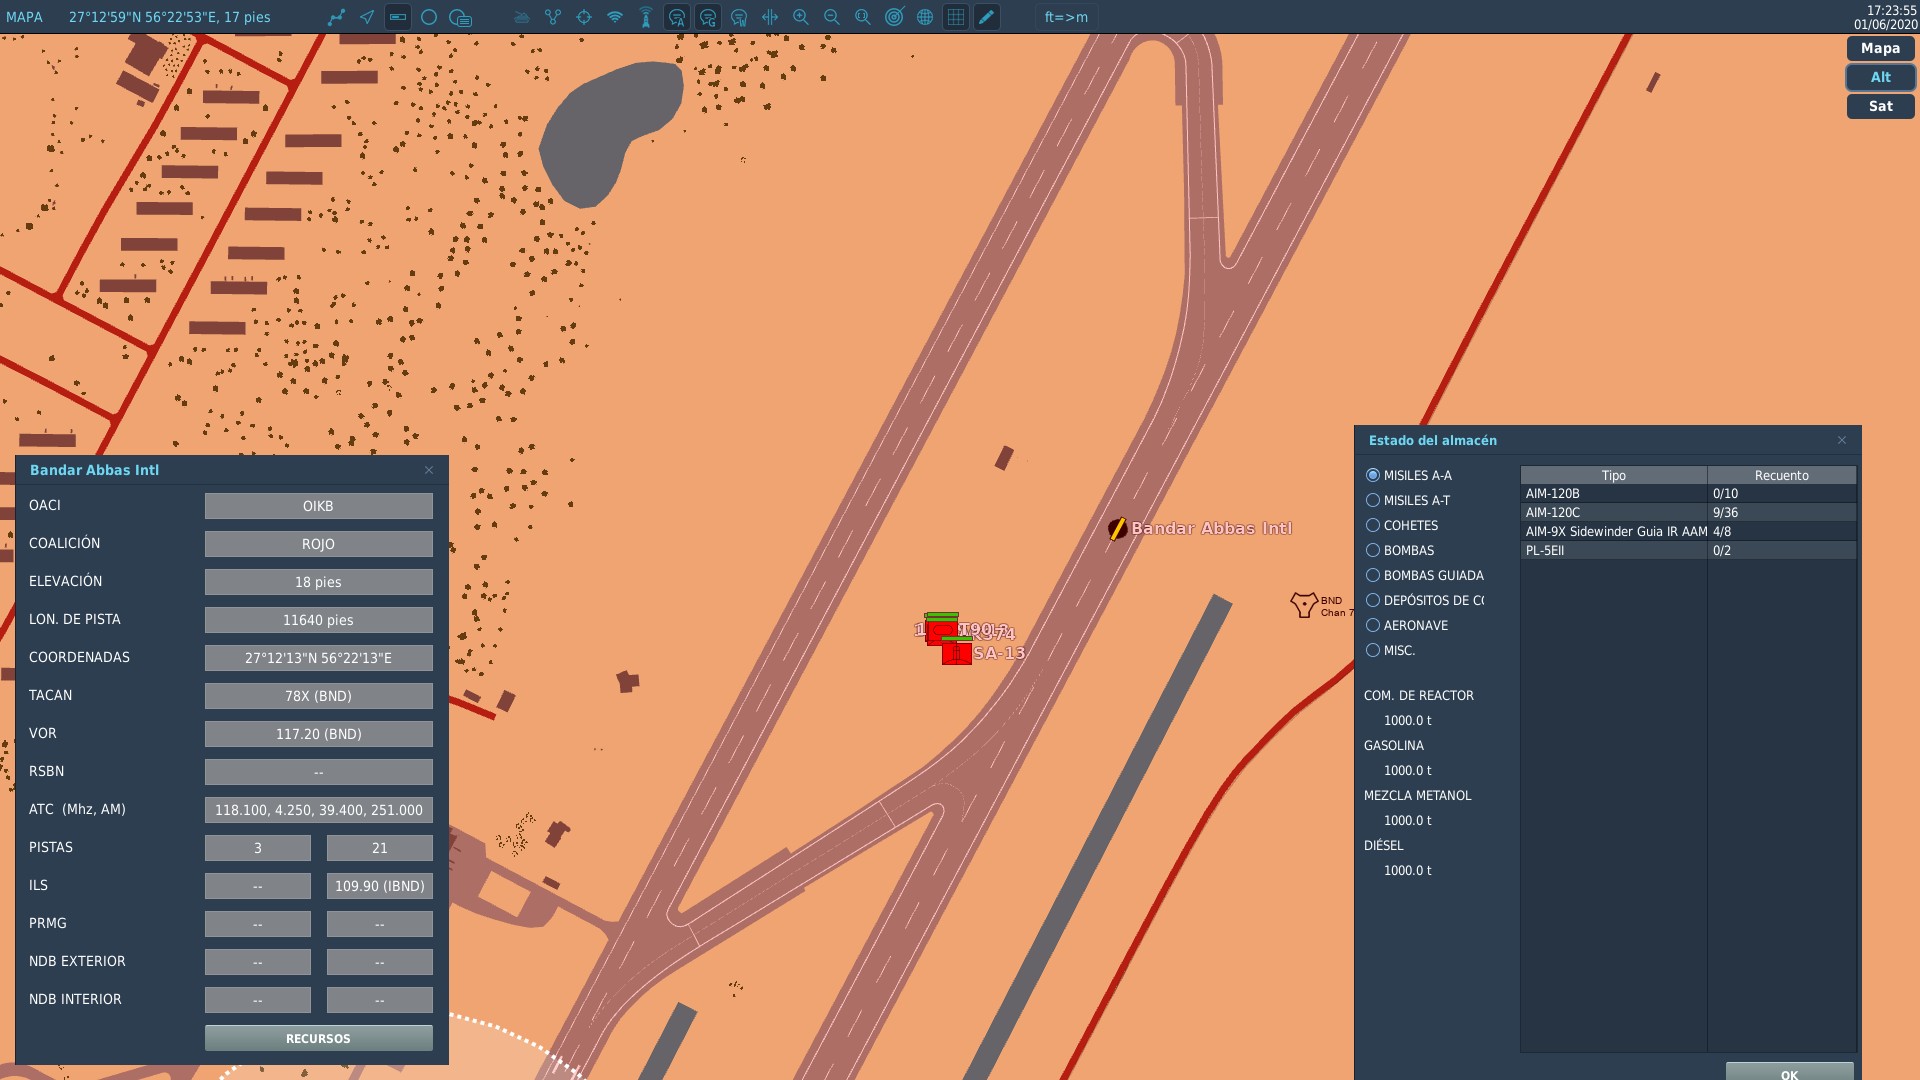 MAPA
27°12'59"N 56°22'53"E, 17 pies
ft=>m
17:23:55
01/06/2020
Mapa
Alt
Sat
Bandar Abbas Intl
OACI OIKB
COALICIÓN ROJO
ELEVACIÓN 18 pies
LON. DE PISTA 11640 pies
COORDENADAS 27°12'13"N 56°22'13"E
TACAN 78X (BND)
VOR 117.20 (BND)
RSBN --
ATC (Mhz, AM) 118.100, 4.250, 39.400, 251.000
PISTAS 3 21
ILS -- 109.90 (IBND)
PRMG -- --
NDB EXTERIOR -- --
NDB INTERIOR -- --
RECURSOS
Bandar Abbas Intl
SA-13
BND
Chan 7
Estado del almacén
MISILES A-A
MISILES A-T
COHETES
BOMBAS
BOMBAS GUIADA
DEPÓSITOS DE
AERONAVE
MISC.
COM. DE REACTOR
1000.0 t
GASOLINA
1000.0 t
MEZCLA METANOL
1000.0 t
DIÉSEL
1000.0 t
Tipo Recuento
AIM-120B 0/10
AIM-120C 9/36
AIM-9X Sidewinder Guia IR AAM 4/8
PL-5EII 0/2
OK